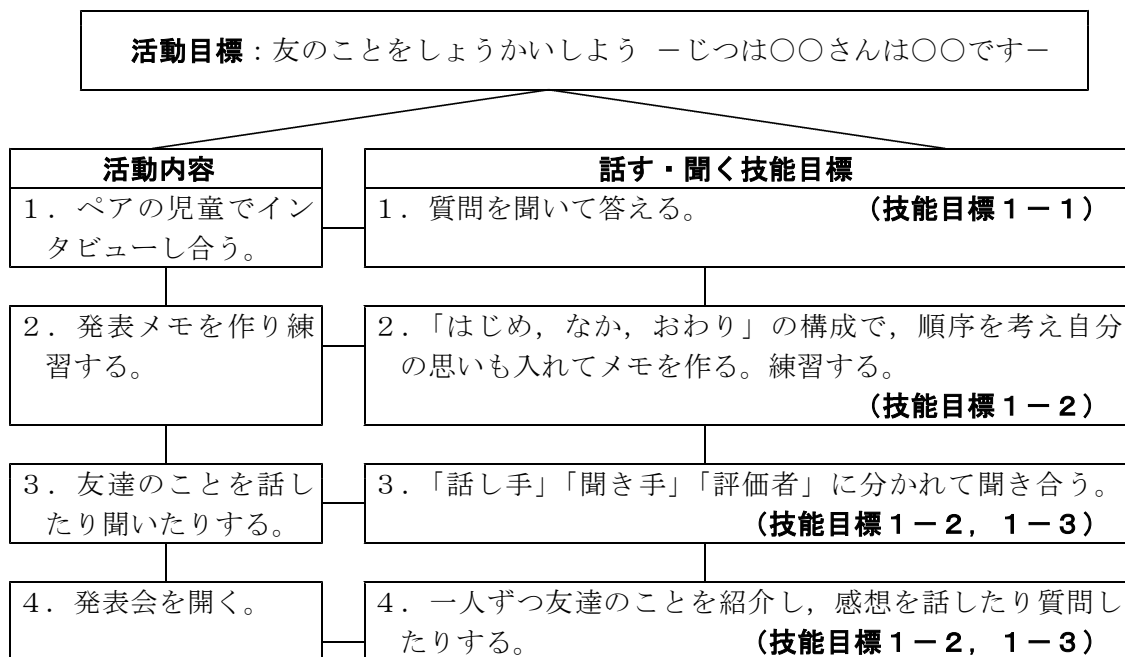 活動目標：友のことをしょうかいしよう －じつは○○さんは○○です－
活動内容
1．ペアの児童でイン
タビューし合う。
2．発表メモを作り練
習する。
3．友達のことを話し
たり聞いたりする。
4．発表会を開く。
話す・聞く技能目標
1．質問を聞いて答える。 （技能目標1－1）
2．「はじめ，なか，おわり」の構成で，順序を考え自分
の思いも入れてメモを作る。練習する。
（技能目標1－2）
3．「話し手」「聞き手」「評価者」に分かれて聞き合う。
（技能目標1－2，1－3）
4．一人ずつ友達のことを紹介し，感想を話したり質問し
たりする。 （技能目標1－2，1－3）